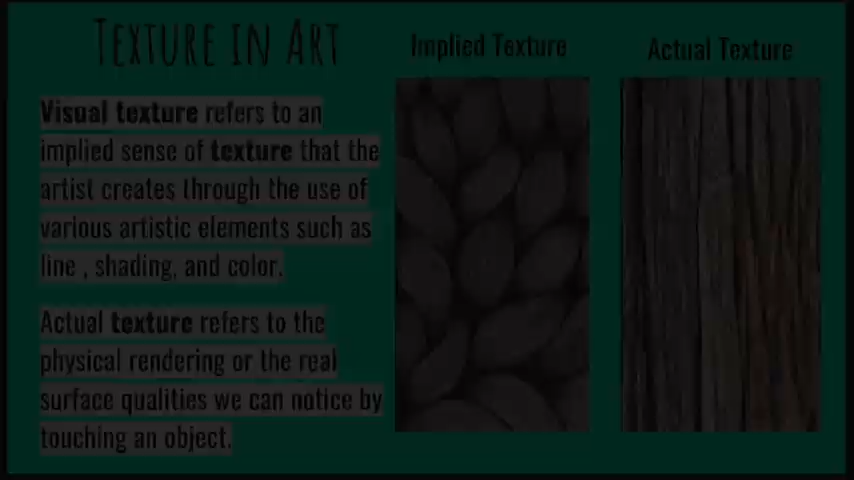 Texture in Art
Implied Texture
Actual Texture
Visual texture refers to an
implied sense of texture that the
artist creates through the use of
various artistic elements such as
line , shading, and color.
Actual texture refers to the
physical rendering or the real
surface qualities we can notice by
touching an object.